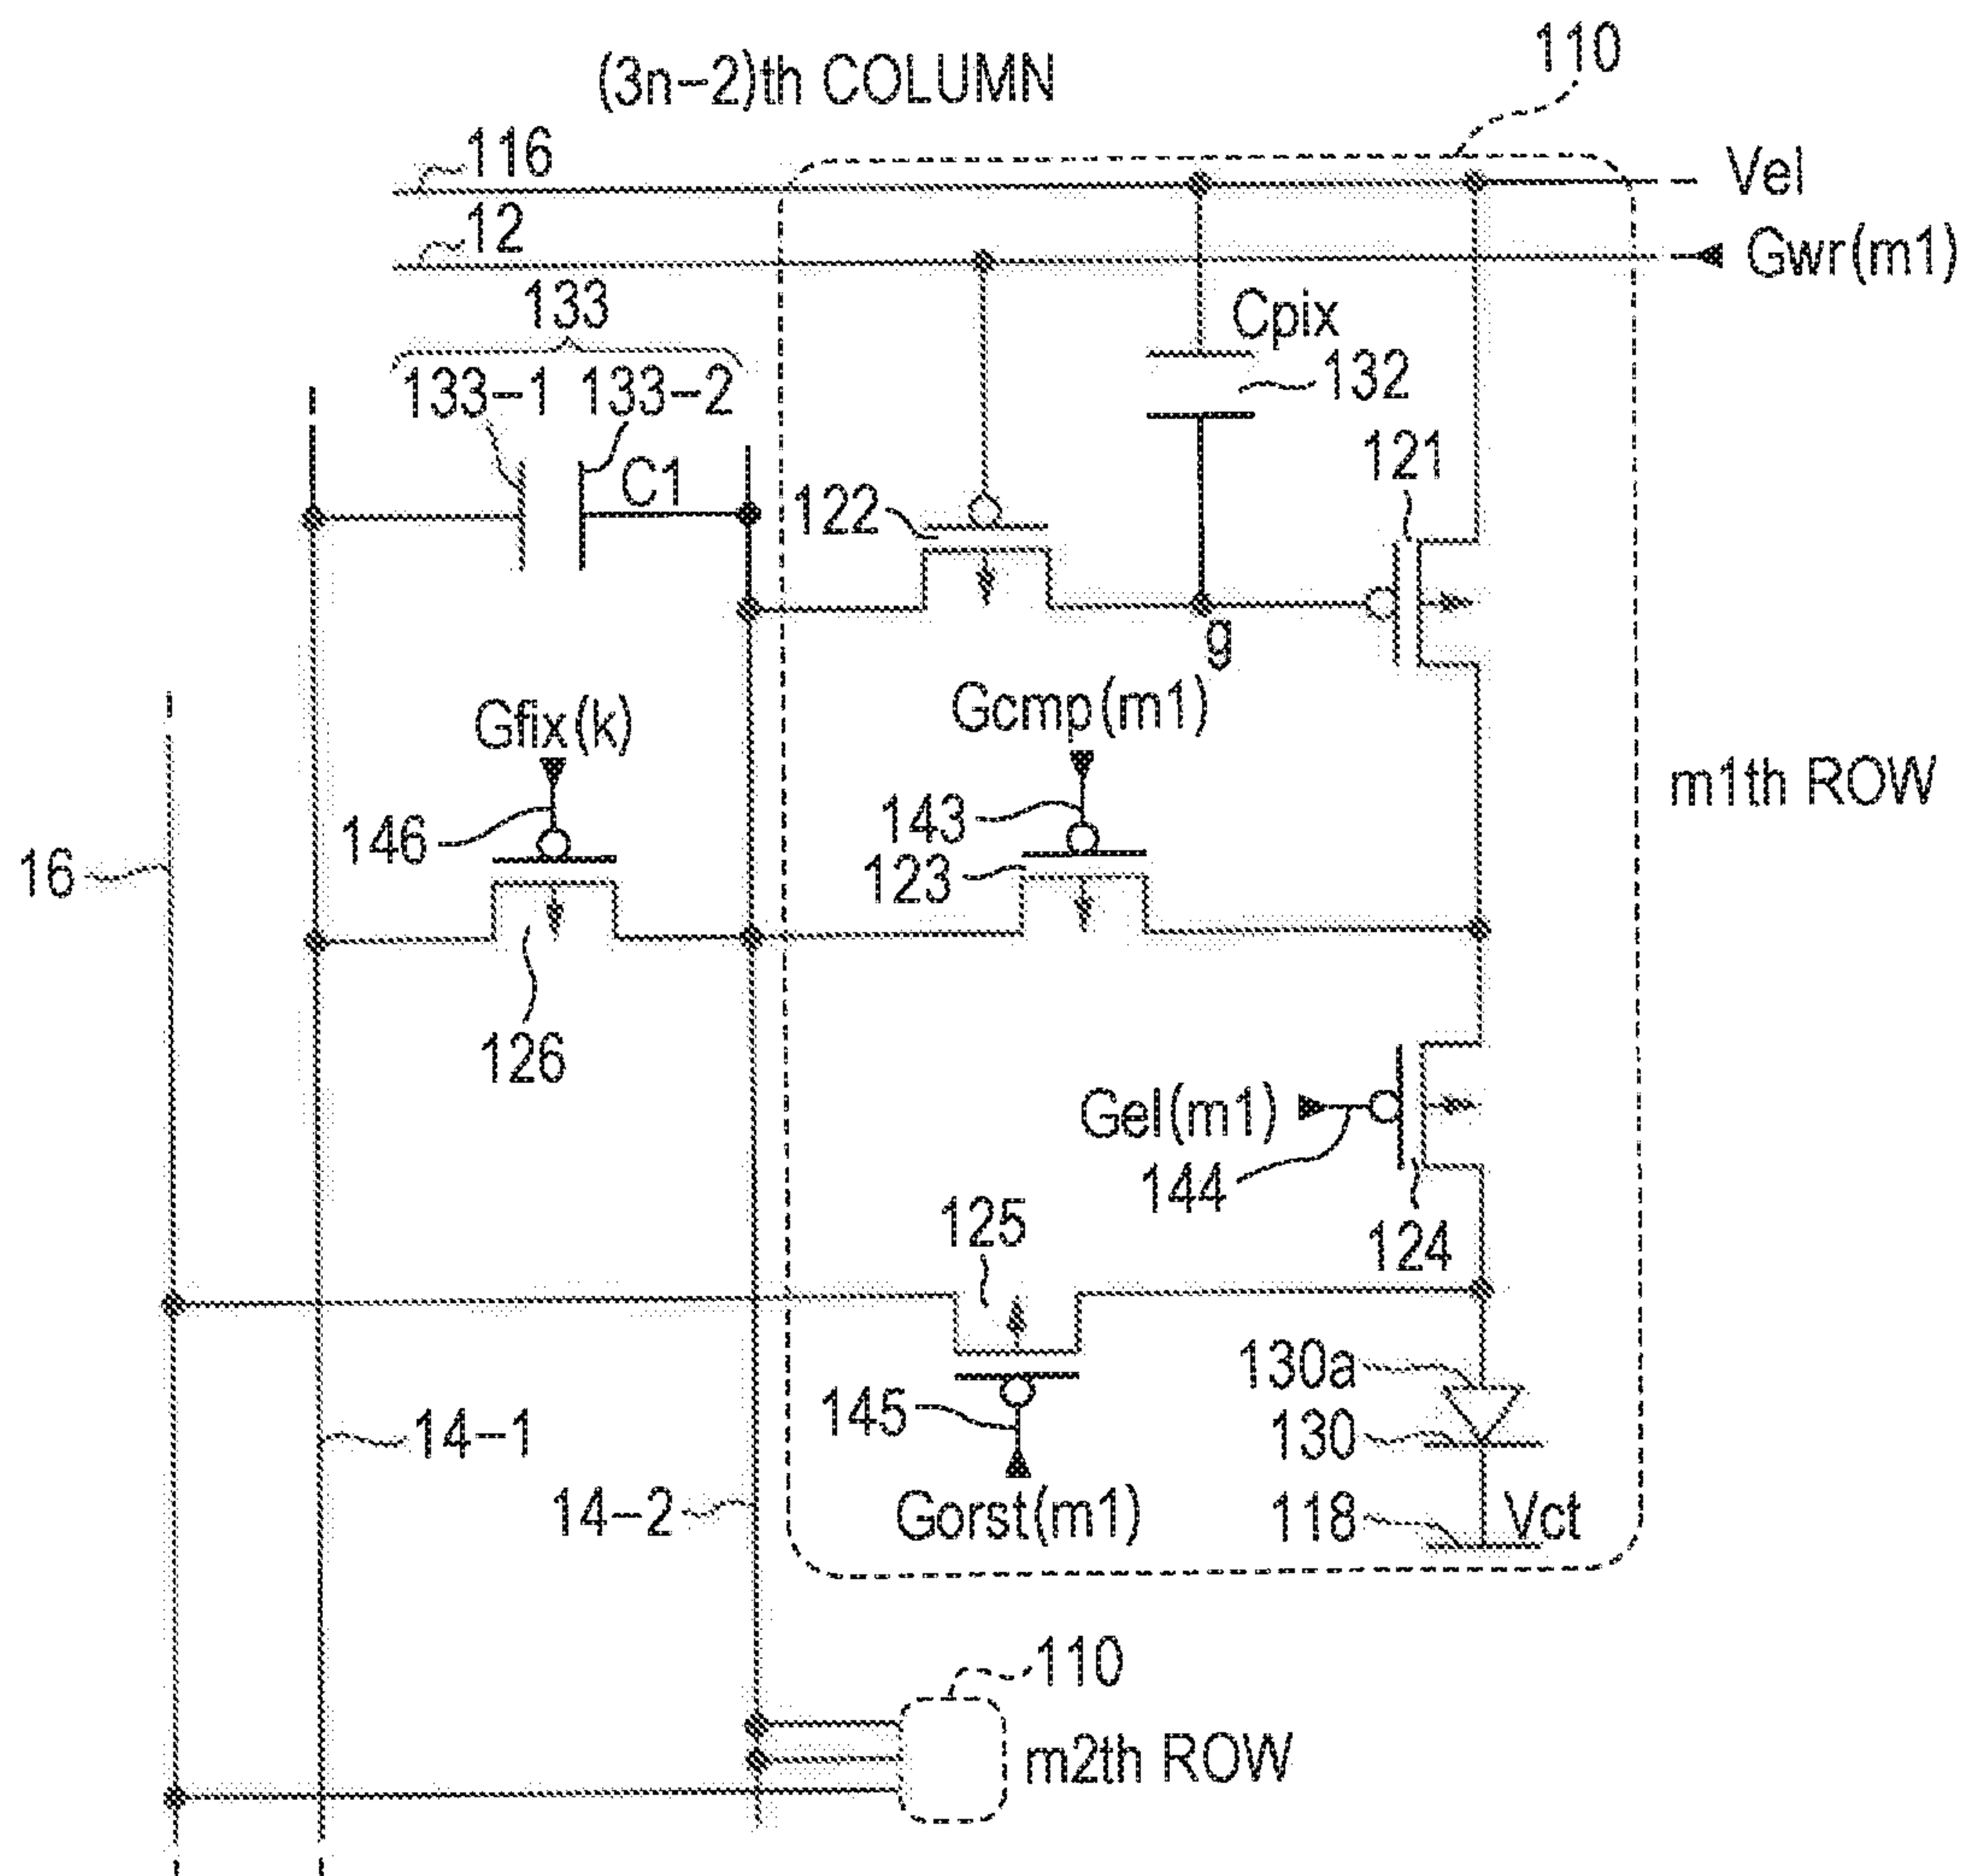 110
(3n-2)th COLUMN
116
Vel
12
Gwr(m1)
133
Cpix
133-1
133-2
132
C1
121
122
g
Gfix(k)
Gcmp(m1)
m1th ROW
146
143
16
123
126
Gel(m1)
144
125
124
130a
145
130
14-1
14-2
Gorst(m1)
118
Vct
110
m2th ROW